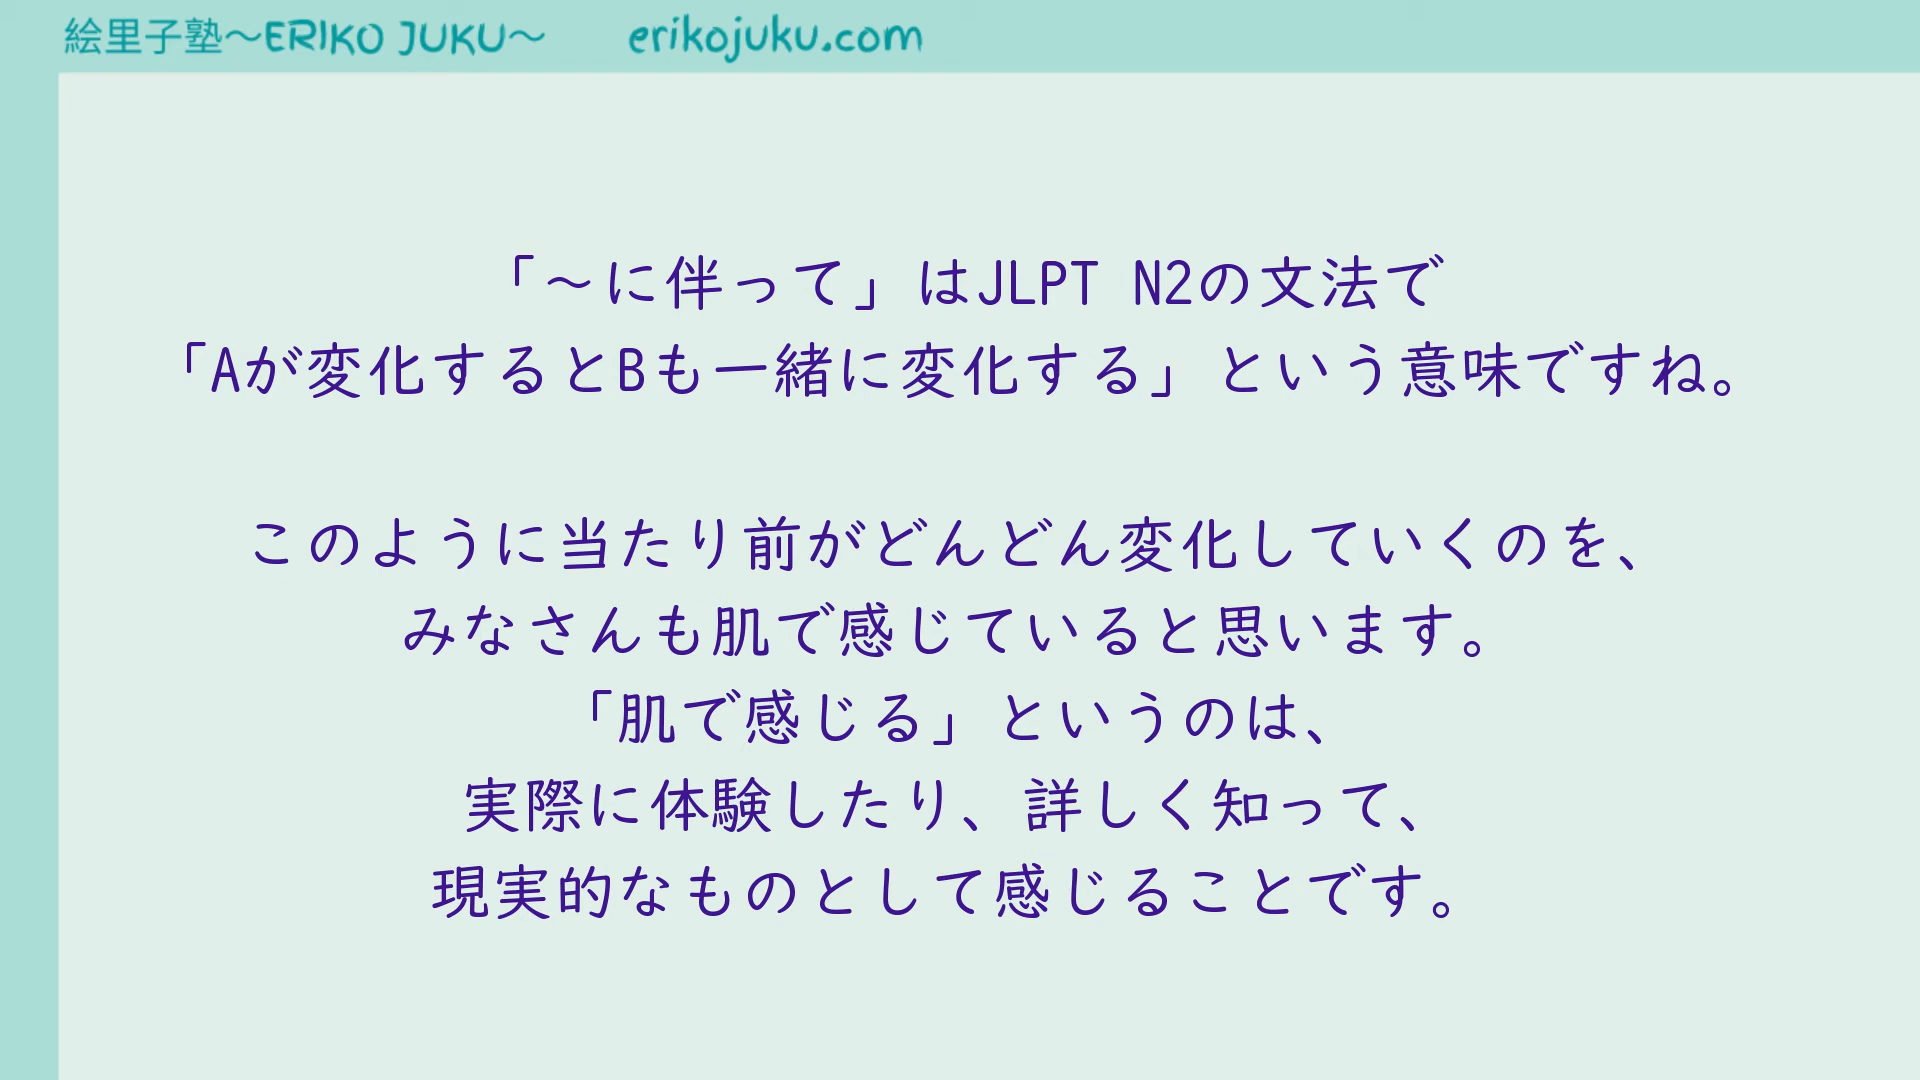 絵里子塾〜ERIKO JUKU〜 erikojuku.com
「～に伴って」はJLPT N2の文法で
「Aが変化するとBも一緒に変化する」という意味ですね。
このように当たり前がどんどん変化していくのを、
みなさんも肌で感じていると思います。
「肌で感じる」というのは、
実際に体験したり、詳しく知って、
現実的なものとして感じることです。